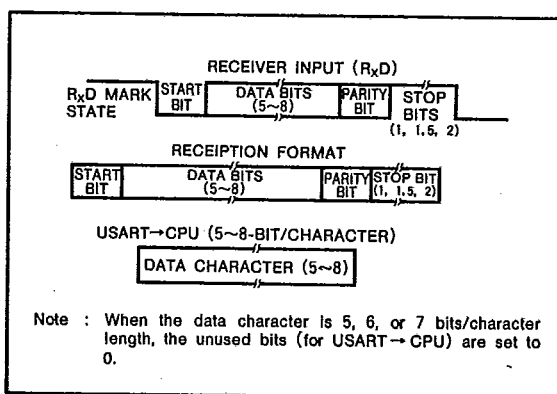 RECEIVER INPUT (RxD)
RxD MARK STATE
START BIT
DATA BITS (5~8)
PARITY BIT
STOP BITS (1, 1.5, 2)
RECEIPTION FORMAT
START BIT
DATA BITS (5~8)
PARITY BIT
STOP BIT (1, 1.5, 2)
USART→CPU (5~8-BIT/CHARACTER)
DATA CHARACTER (5~8)
Note : When the data character is 5, 6, or 7 bits/character
length, the unused bits (for USART→CPU) are set to
0.